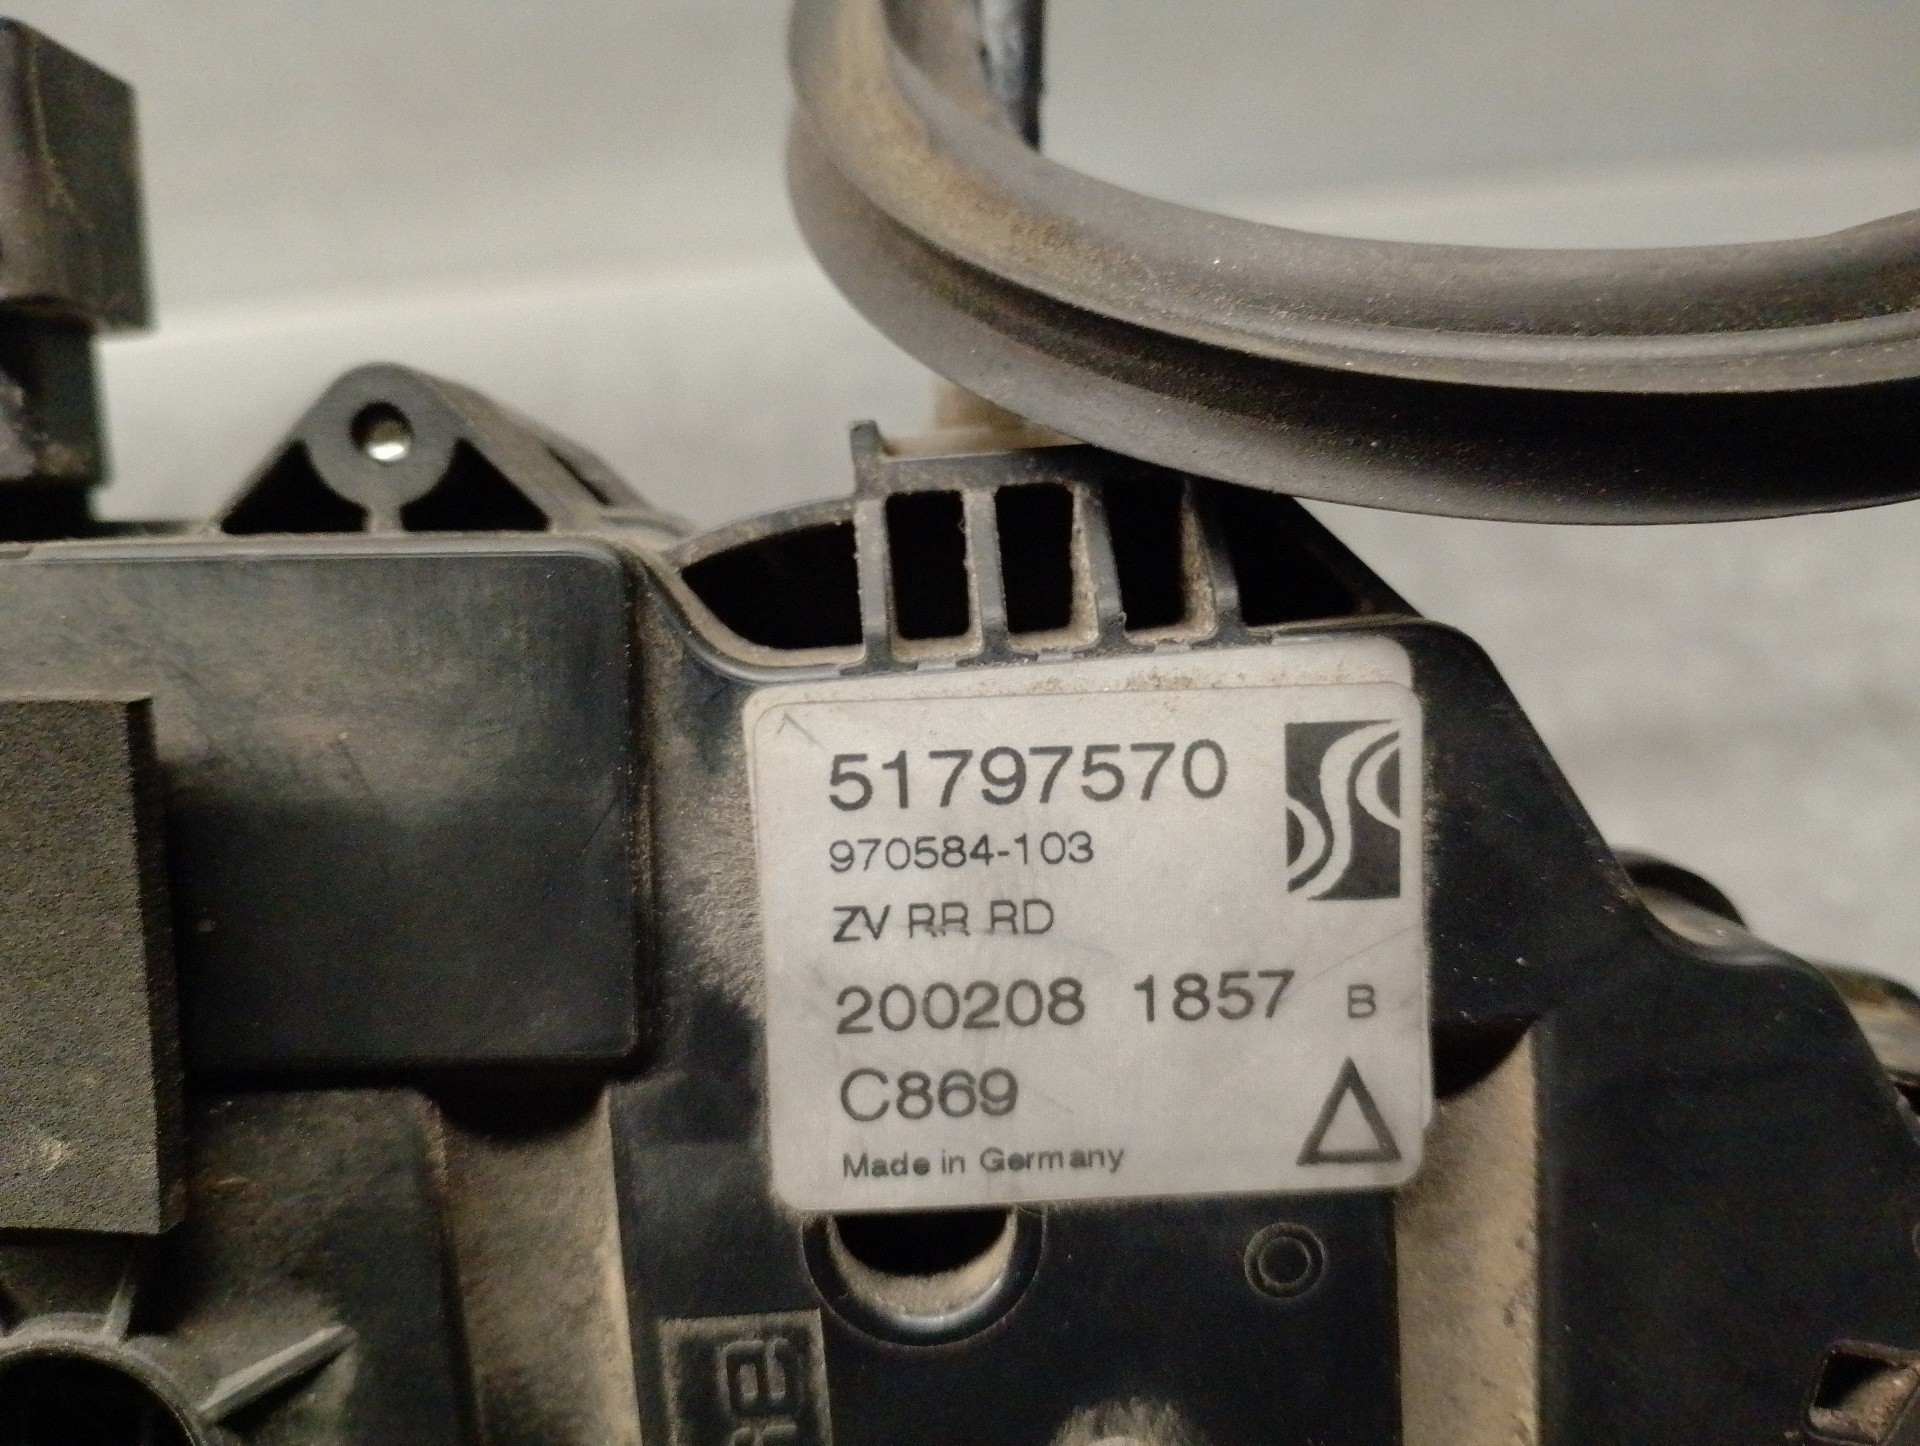 51797570
970584-103
ZV RR RD
200208 1857 B
C869
Made in Germany